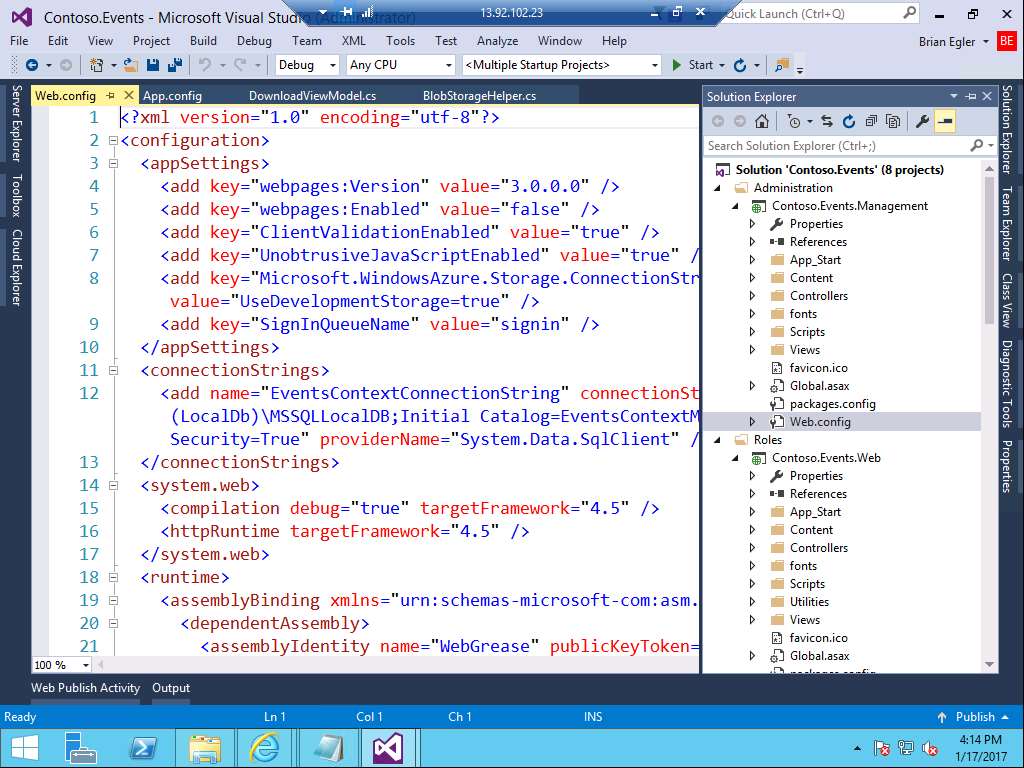 Contoso.Events - Microsoft Visual Studio (Administrator)
13.92.102.23
Quick Launch (Ctrl+Q)
File Edit View Project Build Debug Team XML Tools Test Analyze Window Help
Brian Egler
BE
Debug
Any CPU
<Multiple Startup Projects>
Start
Server Explorer
Toolbox
Cloud Explorer
Web.config
App.config
DownloadViewModel.cs
BlobStorageHelper.cs
1 <?xml version="1.0" encoding="utf-8"?>
2 <configuration>
3 <appSettings>
4 <add key="webpages:Version" value="3.0.0.0" />
5 <add key="webpages:Enabled" value="false" />
6 <add key="ClientValidationEnabled" value="true" />
7 <add key="UnobtrusiveJavaScriptEnabled" value="true" /
8 <add key="Microsoft.WindowsAzure.Storage.ConnectionStr
value="UseDevelopmentStorage=true" />
9 <add key="SignInQueueName" value="signin" />
10 </appSettings>
11 <connectionStrings>
12 <add name="EventsContextConnectionString" connectionSt
(LocalDb)\MSSQLLocalDB;Initial Catalog=EventsContextM
Security=True" providerName="System.Data.SqlClient" /
13 </connectionStrings>
14 <system.web>
15 <compilation debug="true" targetFramework="4.5" />
16 <httpRuntime targetFramework="4.5" />
17 </system.web>
18 <runtime>
19 <assemblyBinding xmlns="urn:schemas-microsoft-com:asm.
20 <dependentAssembly>
21 <assemblyIdentity name="WebGrease" publicKeyToken=
100 %
Solution Explorer
Search Solution Explorer (Ctrl+;)
Solution 'Contoso.Events' (8 projects)
Administration
Contoso.Events.Management
Properties
References
App_Start
Content
Controllers
fonts
Scripts
Views
favicon.ico
Global.asax
packages.config
Web.config
Roles
Contoso.Events.Web
Properties
References
App_Start
Content
Controllers
fonts
Scripts
Utilities
Views
favicon.ico
Global.asax
packages.config
Solution Explorer
Team Explorer
Class View
Diagnostic Tools
Properties
Web Publish Activity
Output
Ready
Ln 1
Col 1
Ch 1
INS
Publish
4:14 PM
1/17/2017